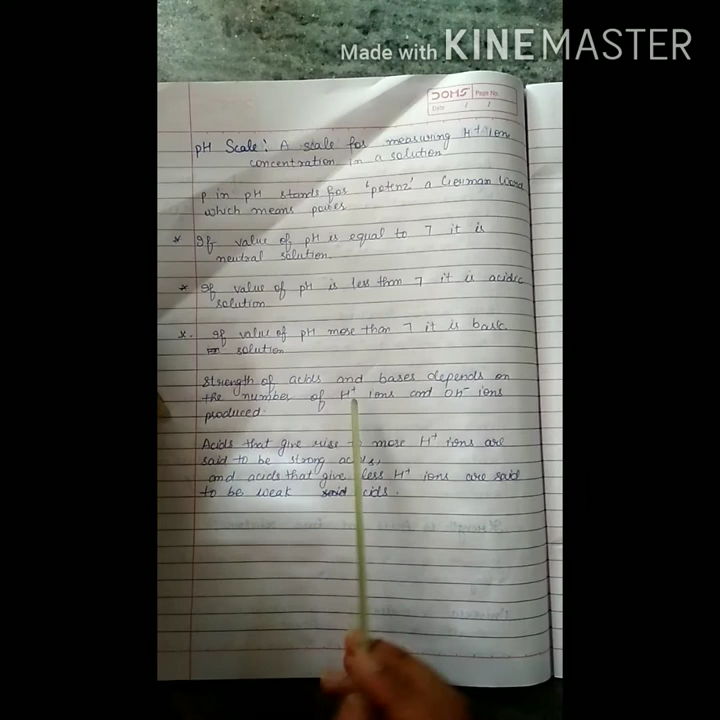 Made with KINEMASTER
DOMS Page No.
Date / /
pH Scale: A scale for measuring H+ ion
concentration in a solution
p in pH stands for 'potenz' a German Word
which means power
* If value of pH is equal to 7 it is
neutral solution.
* If value of pH is less than 7 it is acidic
solution
*. If value of pH more than 7 it is basic
solution
Strength of acids and bases depends on
the number of H+ ions and OH- ions
produced.
Acids that give rise to more H+ ions are
said to be strong acids,
and acids that give less H+ ions are said
to be weak acids.